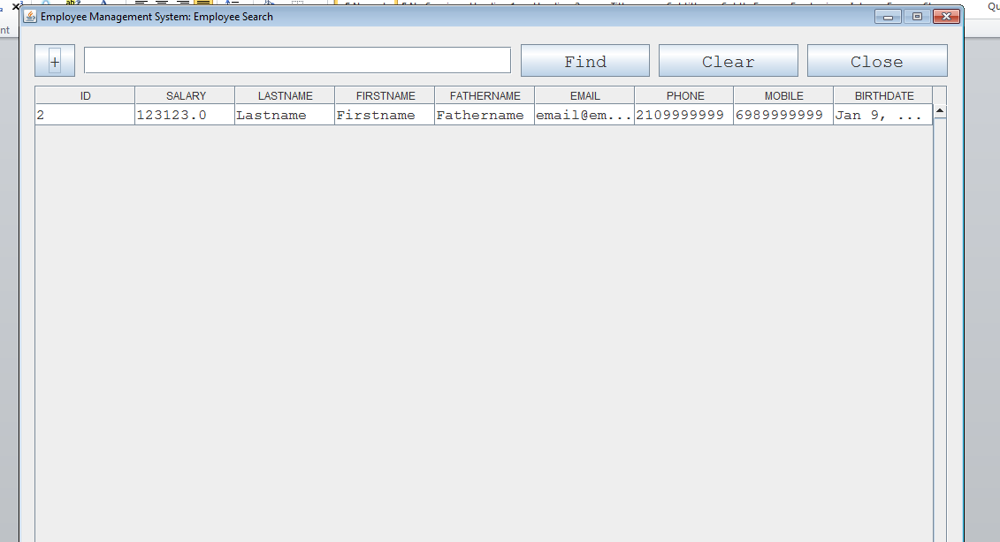 Employee Management System: Employee Search
+ Find Clear Close
ID SALARY LASTNAME FIRSTNAME FATHERNAME EMAIL PHONE MOBILE BIRTHDATE
2 123123.0 Lastname Firstname Fathername email@em... 2109999999 6989999999 Jan 9, ...